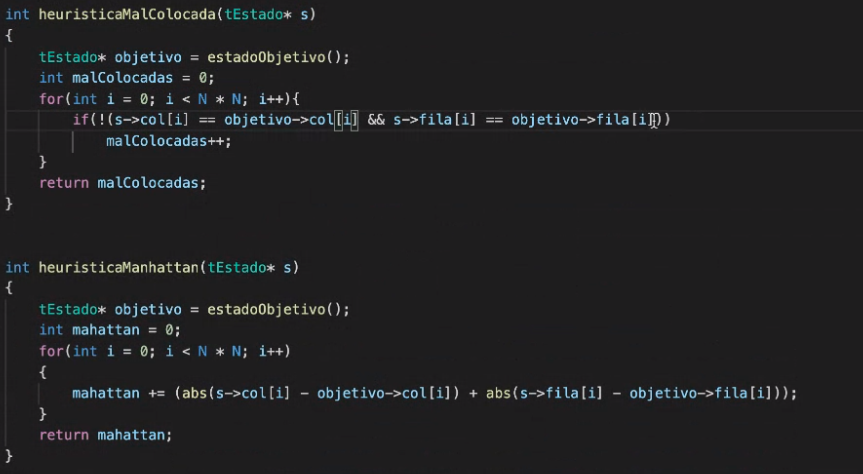 int heuristicaMalColocada(tEstado* s)
{
    tEstado* objetivo = estadoObjetivo();
    int malColocadas = 0;
    for(int i = 0; i < N * N; i++){
        if(!(s->col[i] == objetivo->col[i] && s->fila[i] == objetivo->fila[i]))
            malColocadas++;
    }
    return malColocadas;
}
int heuristicaManhattan(tEstado* s)
{
    tEstado* objetivo = estadoObjetivo();
    int mahattan = 0;
    for(int i = 0; i < N * N; i++)
    {
        mahattan += (abs(s->col[i] - objetivo->col[i]) + abs(s->fila[i] - objetivo->fila[i]));
    }
    return mahattan;
}